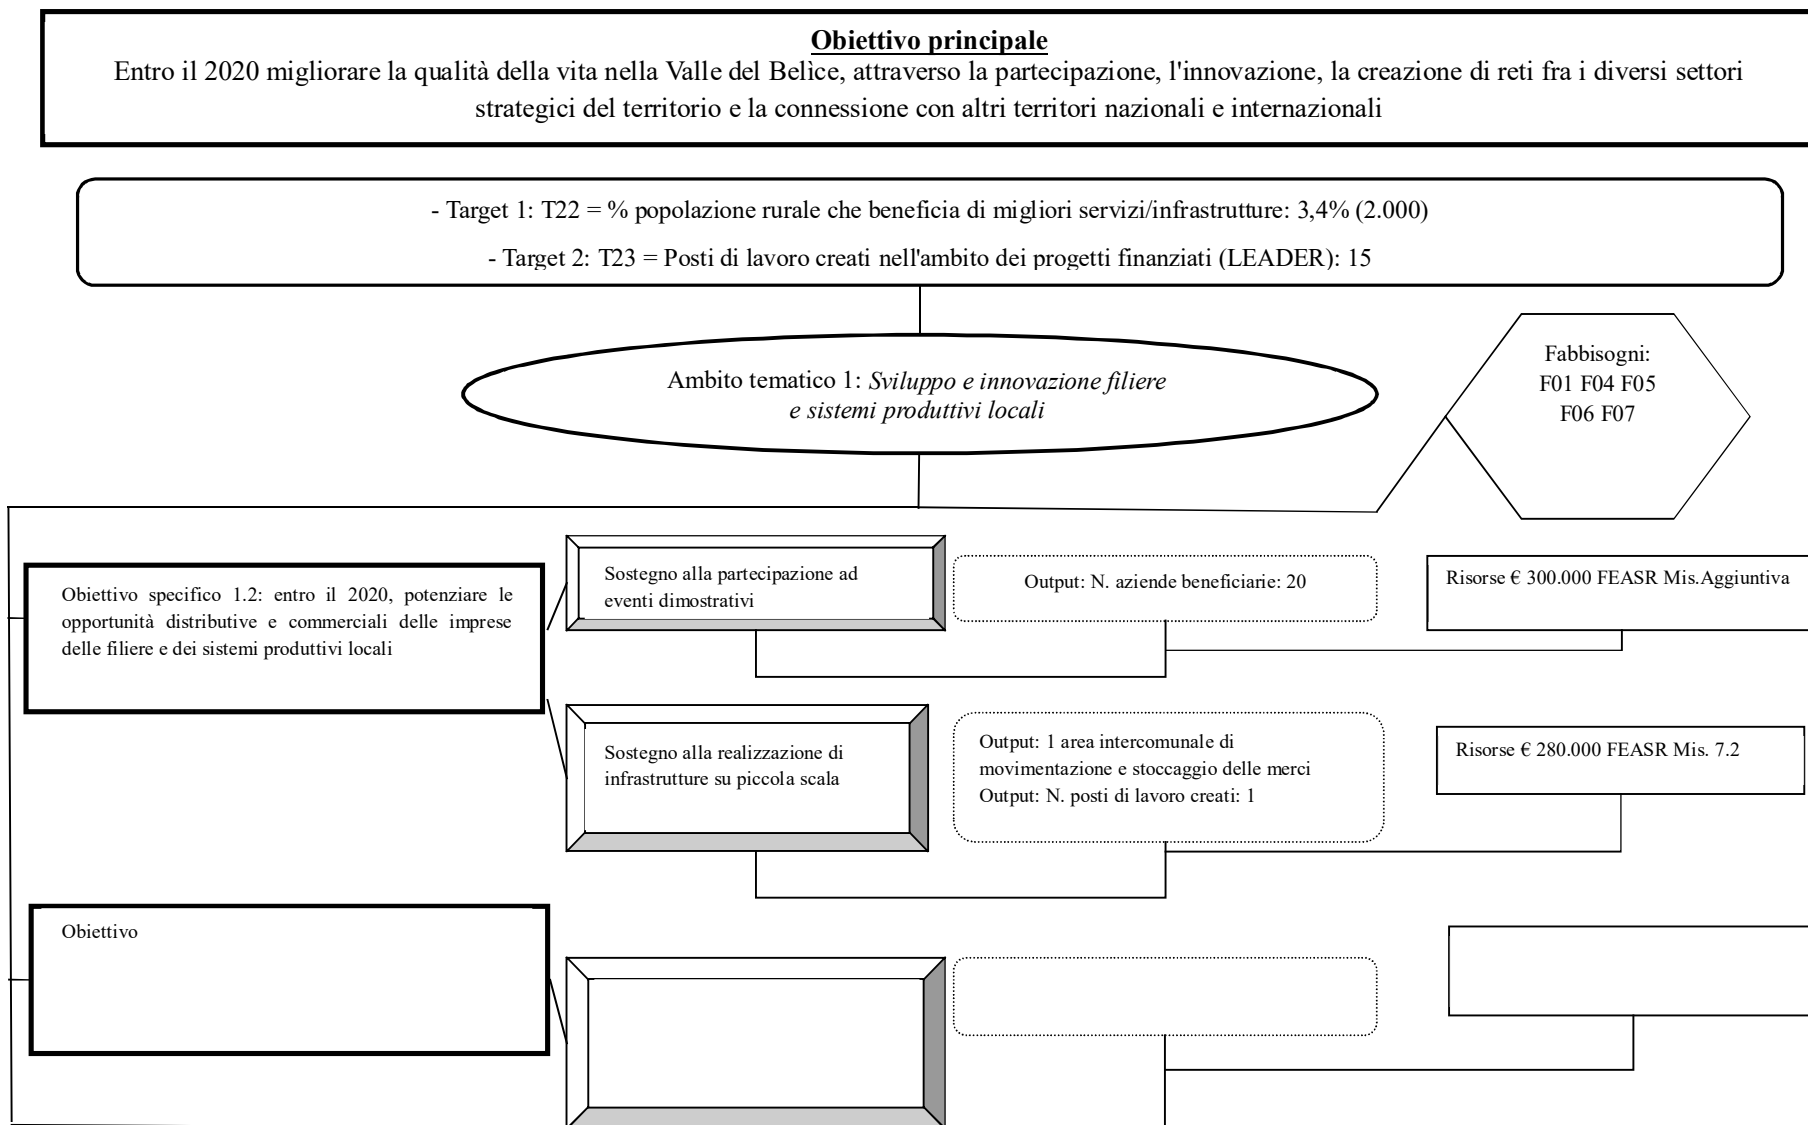 Obiettivo principale
Entro il 2020 migliorare la qualità della vita nella Valle del Belìce, attraverso la partecipazione, l'innovazione, la creazione di reti fra i diversi settori
strategici del territorio e la connessione con altri territori nazionali e internazionali
- Target 1: T22 = % popolazione rurale che beneficia di migliori servizi/infrastrutture: 3,4% (2.000)
- Target 2: T23 = Posti di lavoro creati nell'ambito dei progetti finanziati (LEADER): 15
Ambito tematico 1: Sviluppo e innovazione filiere
e sistemi produttivi locali
Fabbisogni:
F01 F04 F05
F06 F07
Obiettivo specifico 1.2: entro il 2020, potenziare le
opportunità distributive e commerciali delle imprese
delle filiere e dei sistemi produttivi locali
Sostegno alla partecipazione ad
eventi dimostrativi
Output: N. aziende beneficiarie: 20
Risorse € 300.000 FEASR Mis.Aggiuntiva
Sostegno alla realizzazione di
infrastrutture su piccola scala
Output: 1 area intercomunale di
movimentazione e stoccaggio delle merci
Output: N. posti di lavoro creati: 1
Risorse € 280.000 FEASR Mis. 7.2
Obiettivo